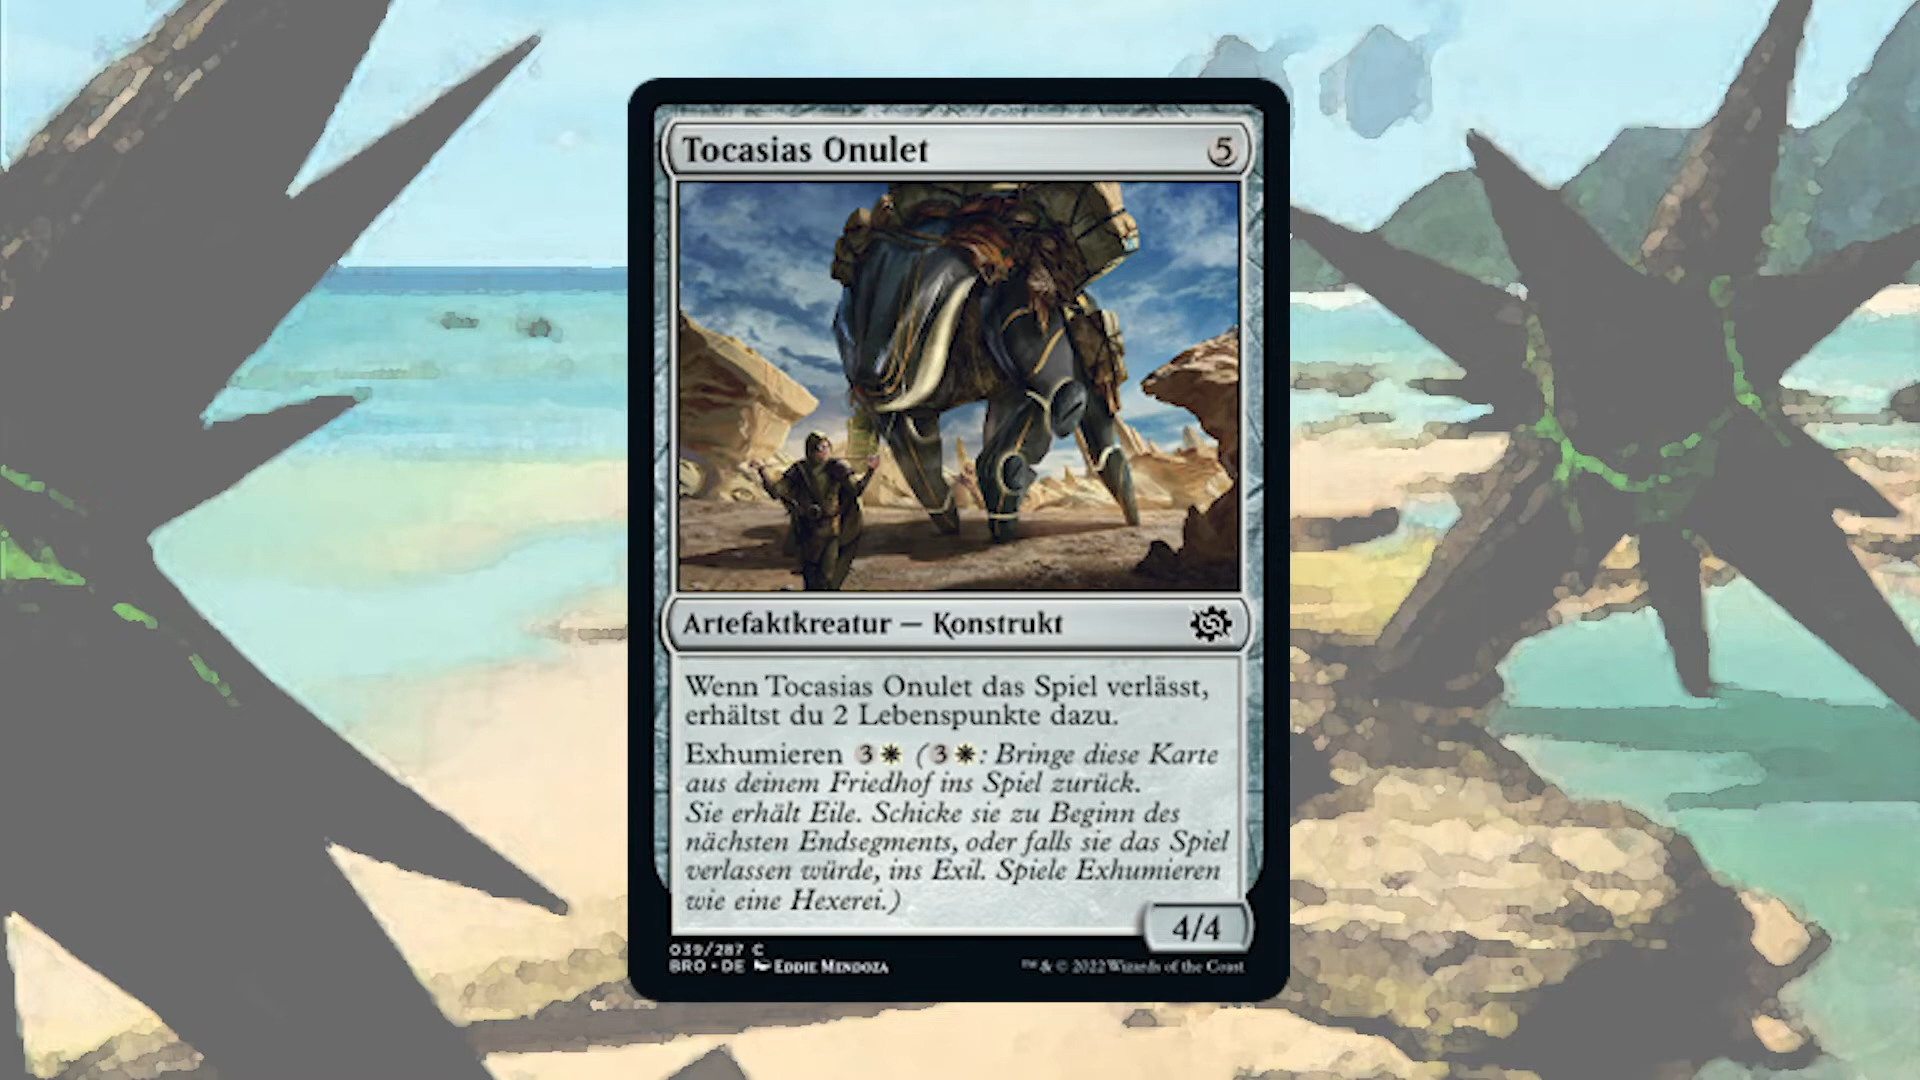 Tocasias Onulet 5
Artefaktkreatur — Konstrukt
Wenn Tocasias Onulet das Spiel verlässt,
erhältst du 2 Lebenspunkte dazu.
Exhumieren 3 (3: Bringe diese Karte
aus deinem Friedhof ins Spiel zurück.
Sie erhält Eile. Schicke sie zu Beginn des
nächsten Endsegments, oder falls sie das Spiel
verlassen würde, ins Exil. Spiele Exhumieren
wie eine Hexerei.)
4/4
039/287 C
BRO • DE Eddie Mendoza
™ & © 2022 Wizards of the Coast